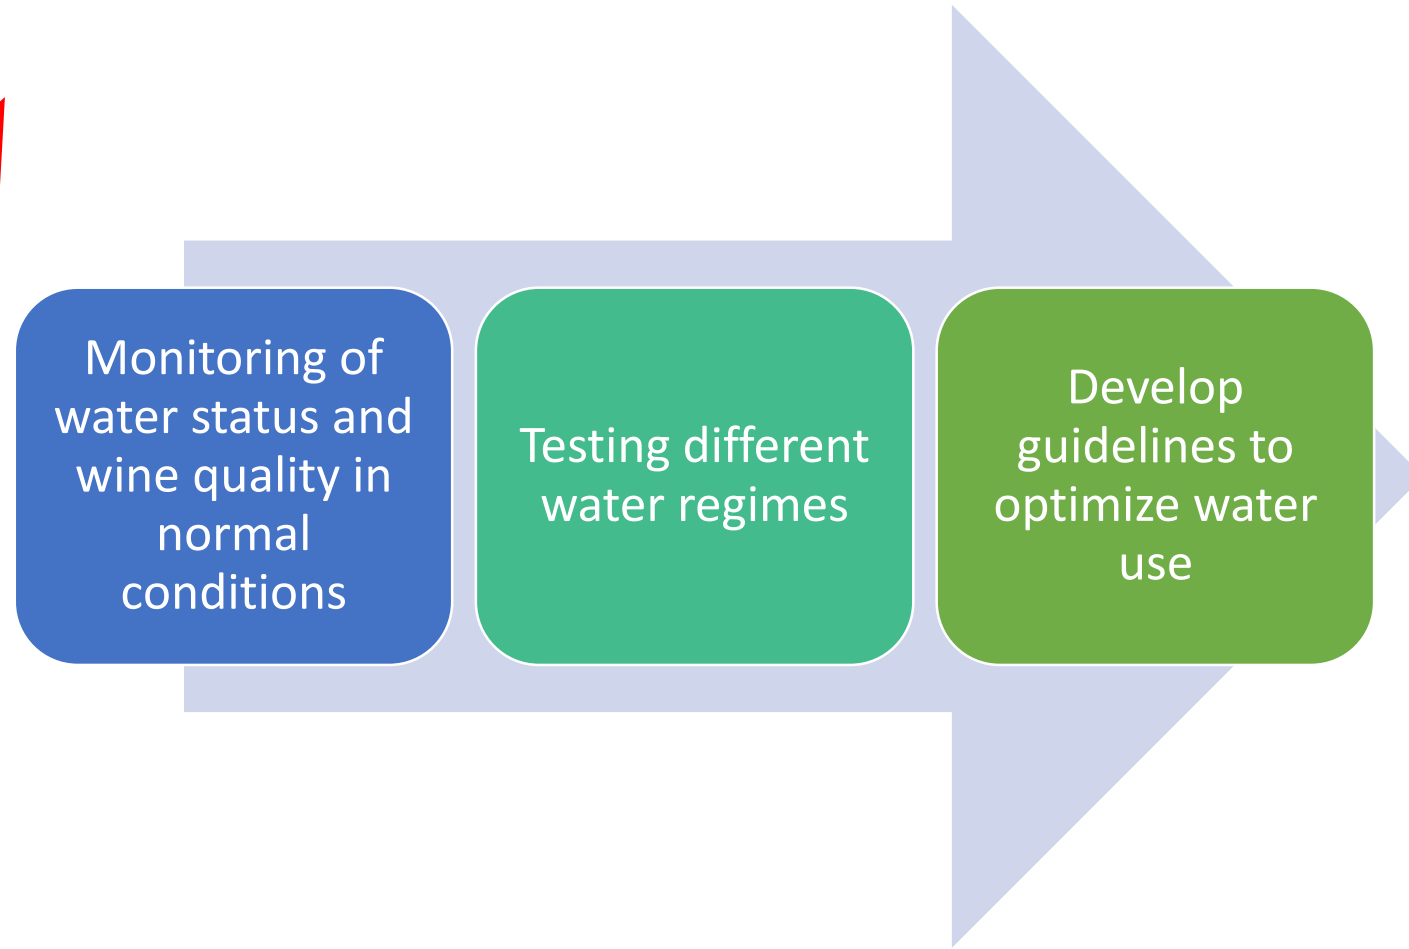 Monitoring of
water status and
wine quality in
normal
conditions
Testing different
water regimes
Develop
guidelines to
optimize water
use